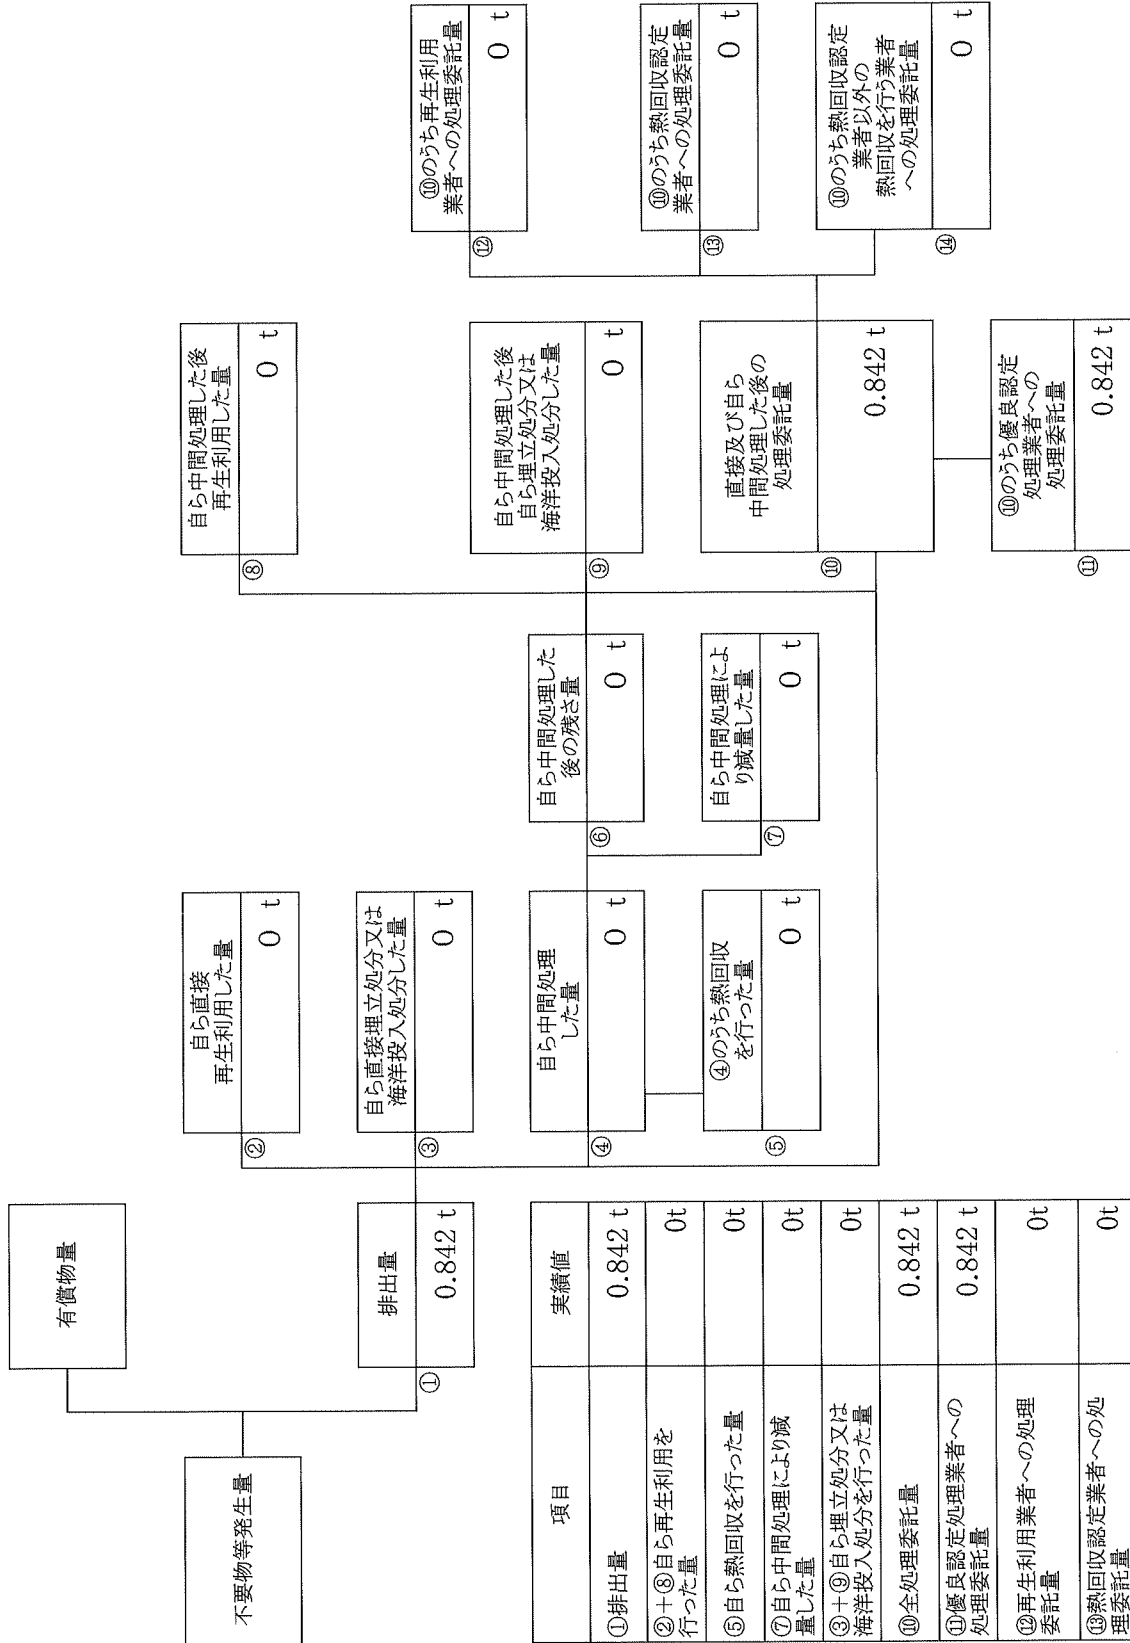 不要物等発生量
有償物量
排出量
①
0.842 t
自ら直接
再生利用した量
②
0 t
自ら直接埋立処分又は
海洋投入処分した量
③
0 t
自ら中間処理
した量
④
0 t
④のうち熱回収
を行った量
⑤
0 t
自ら中間処理した
後の残さ量
⑥
0 t
自ら中間処理によ
り減量した量
⑦
0 t
自ら中間処理した後
再生利用した量
⑧
0 t
自ら中間処理した後
自ら埋立処分又は
海洋投入処分した量
⑨
0 t
直接及び自ら
中間処理した後の
処理委託量
⑩
0.842 t
⑩のうち優良認定
処理業者への
処理委託量
⑪
0.842 t
⑩のうち再生利用
業者への処理委託量
⑫
0 t
⑩のうち熱回収認定
業者への処理委託量
⑬
0 t
⑩のうち熱回収認定
業者以外の
熱回収を行う業者
への処理委託量
⑭
0 t
項目 実績値
①排出量 0.842 t
②+⑧自ら再生利用を
行った量 0t
⑤自ら熱回収を行った量 0t
⑦自ら中間処理により減
量した量 0t
③+⑨自ら埋立処分又は
海洋投入処分を行った量 0t
⑩全処理委託量 0.842 t
⑪優良認定処理業者への
処理委託量 0.842 t
⑫再生利用業者への処理
委託量 0t
⑬熱回収認定業者への処
理委託量 0t